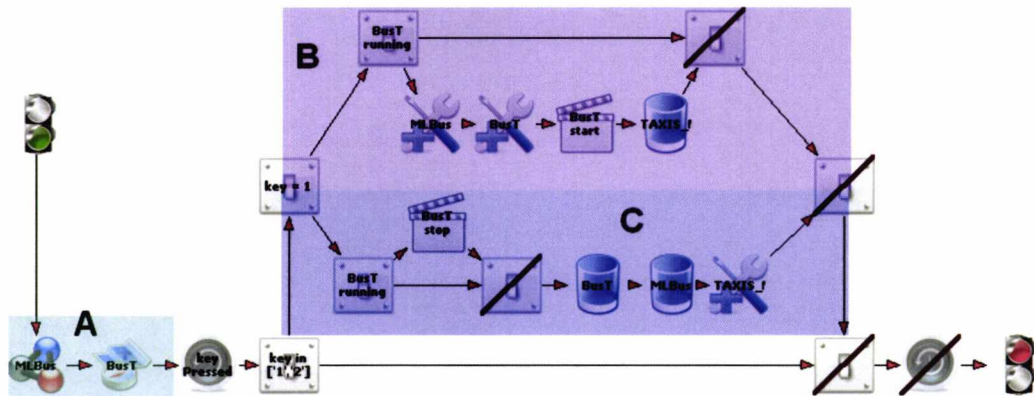 BusT
running
B
MLBus
BusT
BusT
start
TAXIS_!
key = 1
BusT
stop
C
BusT
running
BusT
MLBus
TAXIS_!
A
MLBus
BusT
key
Pressed
key in
['1','2']